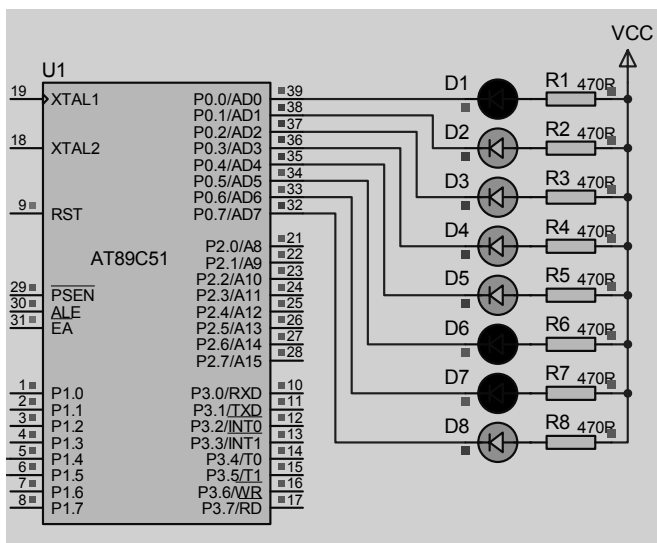 VCC
U1
D1 R1 470R
D2 R2 470R
D3 R3 470R
D4 R4 470R
D5 R5 470R
D6 R6 470R
D7 R7 470R
D8 R8 470R
AT89C51
19 XTAL1
18 XTAL2
9 RST
29 PSEN
30 ALE
31 EA
1 P1.0
2 P1.1
3 P1.2
4 P1.3
5 P1.4
6 P1.5
7 P1.6
8 P1.7
P0.0/AD0 39
P0.1/AD1 38
P0.2/AD2 37
P0.3/AD3 36
P0.4/AD4 35
P0.5/AD5 34
P0.6/AD6 33
P0.7/AD7 32
P2.0/A8 21
P2.1/A9 22
P2.2/A10 23
P2.3/A11 24
P2.4/A12 25
P2.5/A13 26
P2.6/A14 27
P2.7/A15 28
P3.0/RXD 10
P3.1/TXD 11
P3.2/INT0 12
P3.3/INT1 13
P3.4/T0 14
P3.5/T1 15
P3.6/WR 16
P3.7/RD 17